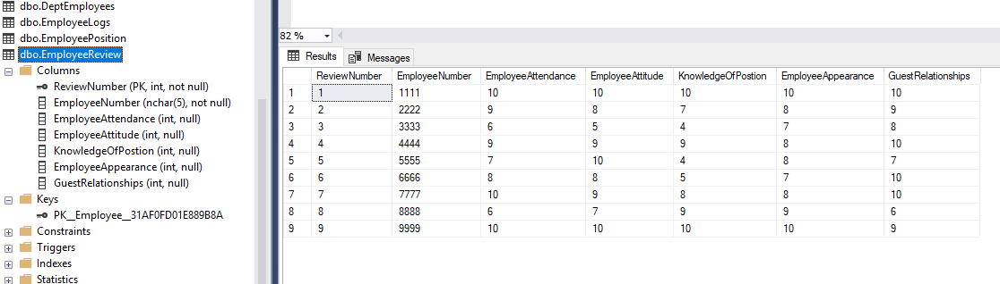 dbo.DeptEmployees
dbo.EmployeeLogs
dbo.EmployeePosition
dbo.EmployeeReview
Columns
ReviewNumber (PK, int, not null)
EmployeeNumber (nchar(5), not null)
EmployeeAttendance (int, null)
EmployeeAttitude (int, null)
KnowledgeOfPostion (int, null)
EmployeeAppearance (int, null)
GuestRelationships (int, null)
Keys
PK__Employee__31AF0FD01E889B8A
Constraints
Triggers
Indexes
Statistics
82 %
Results Messages
ReviewNumber EmployeeNumber EmployeeAttendance EmployeeAttitude KnowledgeOfPostion EmployeeAppearance GuestRelationships
1 1 1111 10 10 10 10 10
2 2 2222 9 8 7 8 9
3 3 3333 6 5 4 7 8
4 4 4444 9 9 9 8 10
5 5 5555 7 10 4 8 7
6 6 6666 8 8 5 7 10
7 7 7777 10 9 8 8 10
8 8 8888 6 7 9 9 6
9 9 9999 10 10 10 10 9